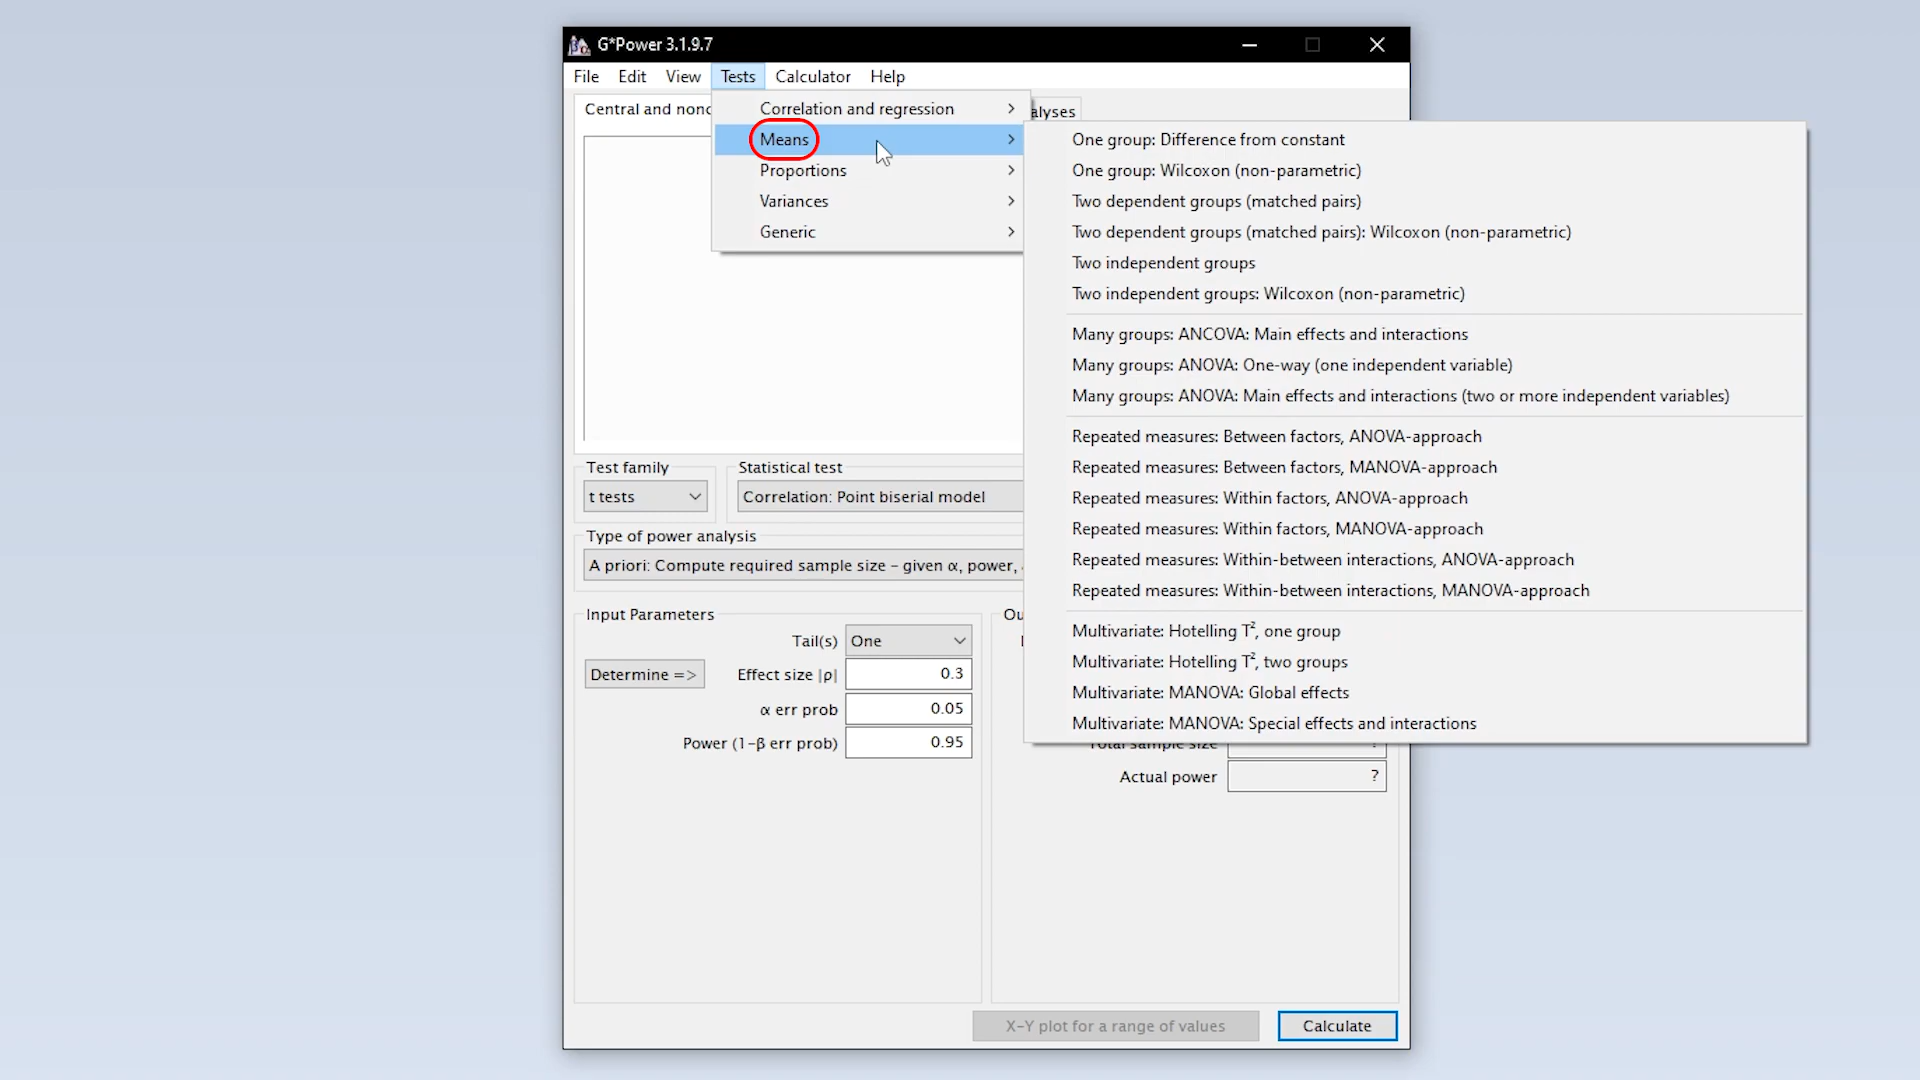 G*Power 3.1.9.7
File Edit View Tests Calculator Help
Central and
Correlation and regression
Means
Proportions
Variances
Generic
One group: Difference from constant
One group: Wilcoxon (non-parametric)
Two dependent groups (matched pairs)
Two dependent groups (matched pairs): Wilcoxon (non-parametric)
Two independent groups
Two independent groups: Wilcoxon (non-parametric)
Many groups: ANCOVA: Main effects and interactions
Many groups: ANOVA: One-way (one independent variable)
Many groups: ANOVA: Main effects and interactions (two or more independent variables)
Repeated measures: Between factors, ANOVA-approach
Repeated measures: Between factors, MANOVA-approach
Repeated measures: Within factors, ANOVA-approach
Repeated measures: Within factors, MANOVA-approach
Repeated measures: Within-between interactions, ANOVA-approach
Repeated measures: Within-between interactions, MANOVA-approach
Multivariate: Hotelling T², one group
Multivariate: Hotelling T², two groups
Multivariate: MANOVA: Global effects
Multivariate: MANOVA: Special effects and interactions
Test family
t tests
Statistical test
Correlation: Point biserial model
Type of power analysis
A priori: Compute required sample size – given α, power,
Input Parameters
Tail(s) One
Determine => Effect size |ρ| 0.3
α err prob 0.05
Power (1-β err prob) 0.95
Total sample size ?
Actual power ?
X-Y plot for a range of values
Calculate